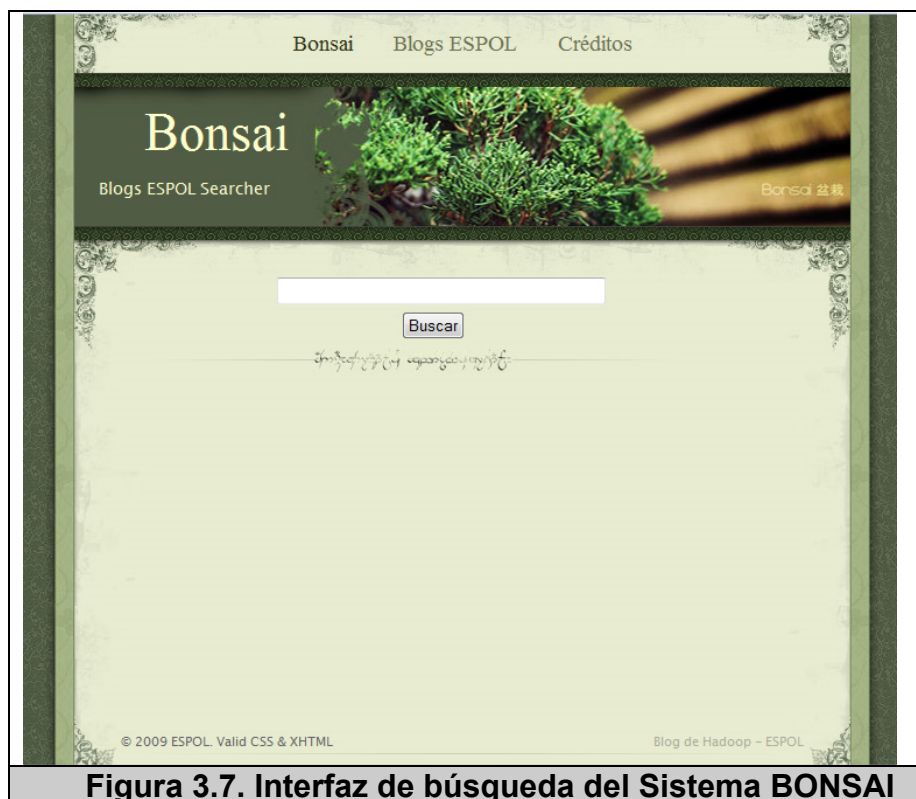 Bonsai Blogs ESPOL Créditos
Bonsai
Blogs ESPOL Searcher
Bonsai 盆栽
Buscar
© 2009 ESPOL. Valid CSS & XHTML
Blog de Hadoop – ESPOL
Figura 3.7. Interfaz de búsqueda del Sistema BONSAI